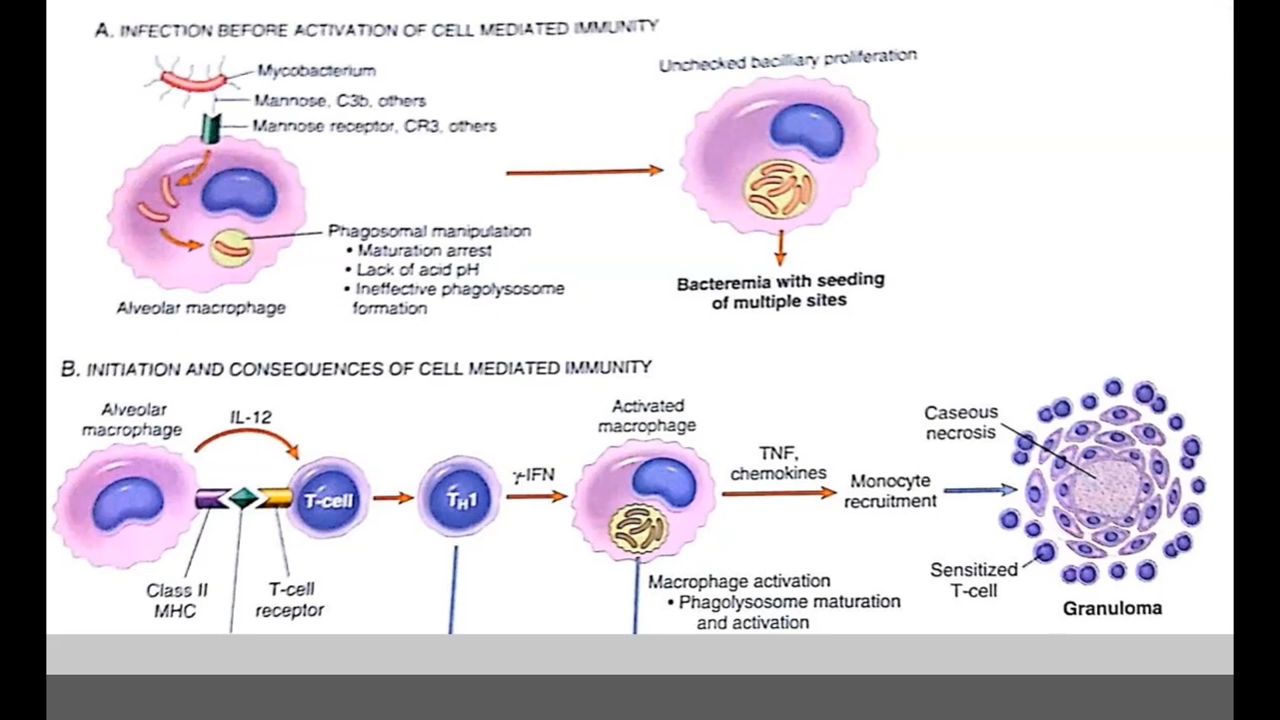 A. INFECTION BEFORE ACTIVATION OF CELL MEDIATED IMMUNITY
Mycobacterium
Mannose, C3b, others
Mannose receptor, CR3, others
Phagosomal manipulation
• Maturation arrest
• Lack of acid pH
• Ineffective phagolysosome
formation
Alveolar macrophage
Unchecked bacilliary proliferation
Bacteremia with seeding
of multiple sites
B. INITIATION AND CONSEQUENCES OF CELL MEDIATED IMMUNITY
Alveolar
macrophage
IL-12
T-cell
Class II
MHC
T-cell
receptor
TH1
γ-IFN
Activated
macrophage
Macrophage activation
• Phagolysosome maturation
and activation
TNF,
chemokines
Monocyte
recruitment
Caseous
necrosis
Sensitized
T-cell
Granuloma